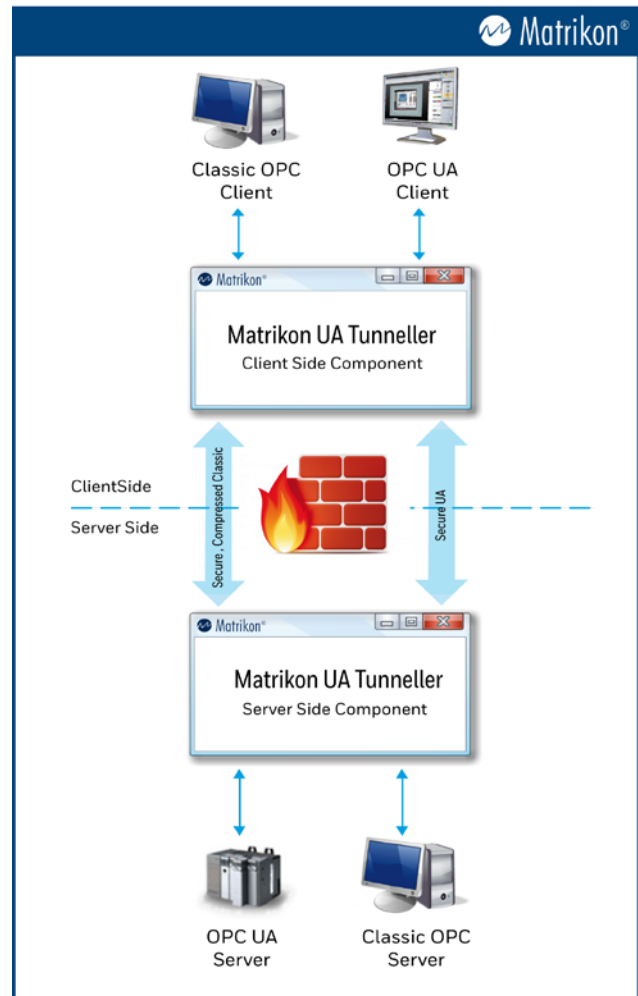 Matrikon®
Classic OPC
Client
OPC UA
Client
Matrikon®
Matrikon UA Tunneller
Client Side Component
ClientSide
Server Side
Secure , Compressed Classic
Secure UA
Matrikon®
Matrikon UA Tunneller
Server Side Component
OPC UA
Server
Classic OPC
Server